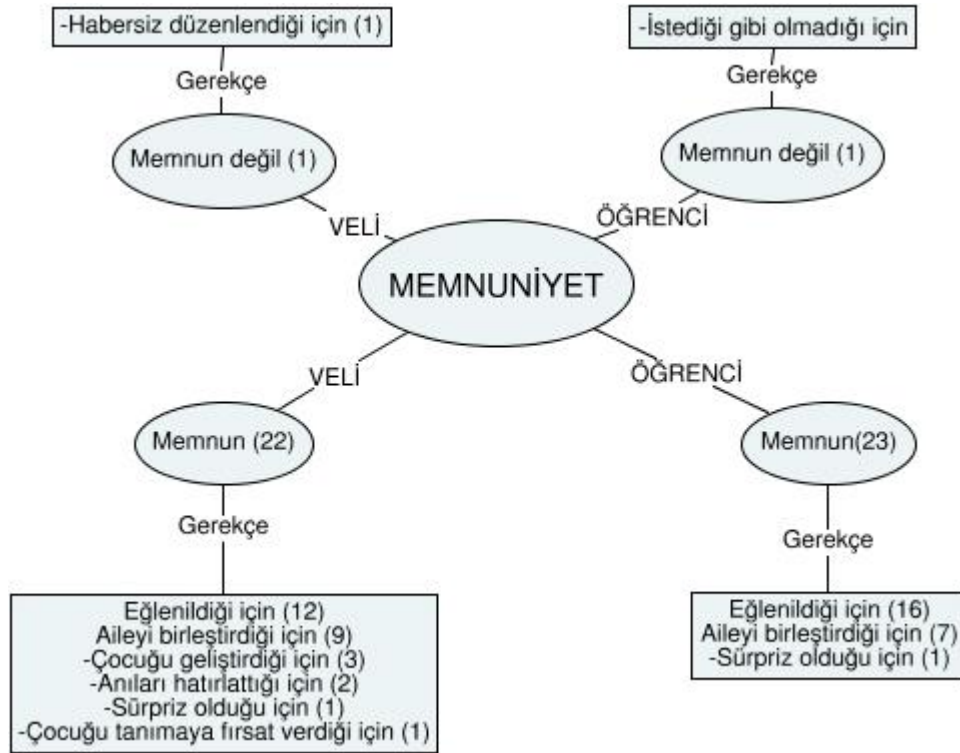 -Habersiz düzenlendiği için (1)
-İstediği gibi olmadığı için
Gerekçe
Gerekçe
Memnun değil (1)
Memnun değil (1)
VELİ
ÖĞRENCİ
MEMNUNİYET
VELİ
ÖĞRENCİ
Memnun (22)
Memnun(23)
Gerekçe
Gerekçe
Eğlenildiği için (12)
Aileyi birleştirdiği için (9)
-Çocuğu geliştirdiği için (3)
-Anıları hatırlattığı için (2)
-Sürpriz olduğu için (1)
-Çocuğu tanımaya fırsat verdiği için (1)
Eğlenildiği için (16)
Aileyi birleştirdiği için (7)
-Sürpriz olduğu için (1)